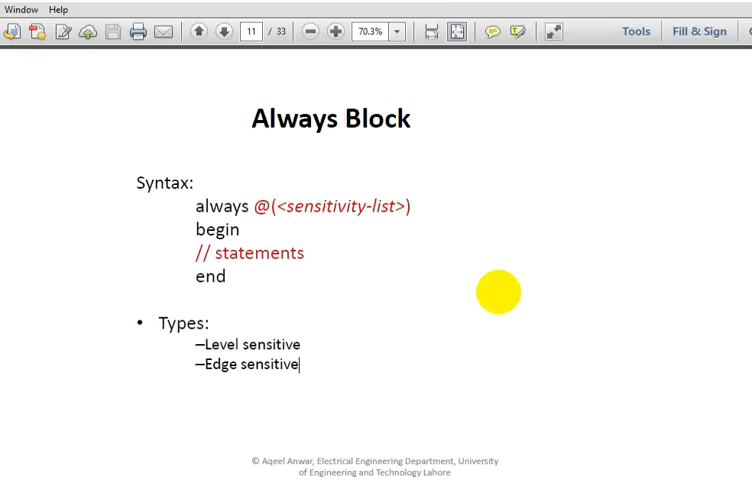 Window Help
11 / 33 70.3% Tools Fill & Sign
Always Block
Syntax:
always @(<sensitivity-list>)
begin
// statements
end
• Types:
–Level sensitive
–Edge sensitive
© Aqeel Anwar, Electrical Engineering Department, University
of Engineering and Technology Lahore